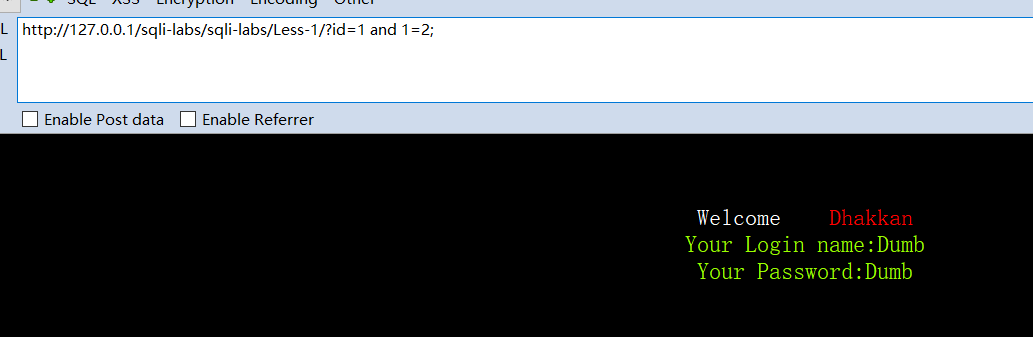 SQL XSS Encryption Encoding Other
L http://127.0.0.1/sqli-labs/sqli-labs/Less-1/?id=1 and 1=2;
L
Enable Post data Enable Referrer
Welcome Dhakkan
Your Login name:Dumb
Your Password:Dumb